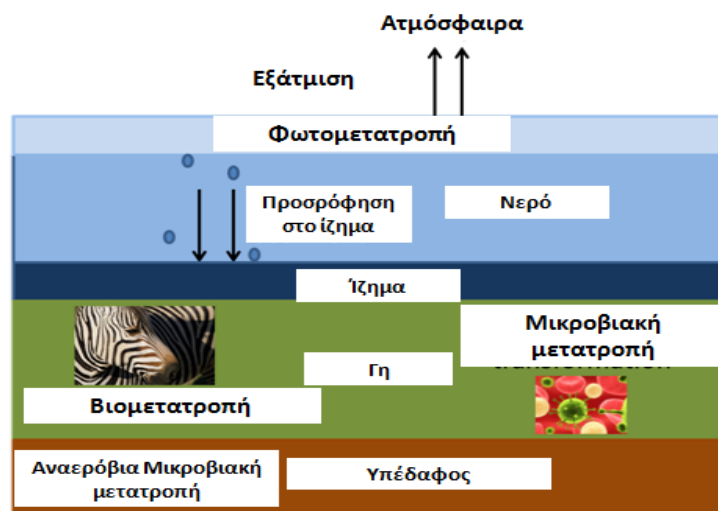 Ατμόσφαιρα
Εξάτμιση
Φωτομετατροπή
Προσρόφηση
στο ίζημα
Νερό
Ίζημα
Μικροβιακή
μετατροπή
Γη
Βιομετατροπή
Αναερόβια Μικροβιακή
μετατροπή
Υπέδαφος